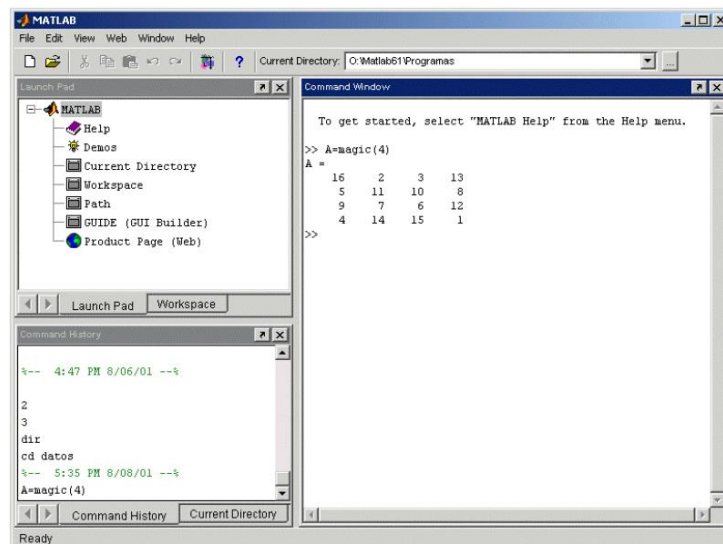 MATLAB
File Edit View Web Window Help
? Current Directory: O:\Matlab61\Programas ...
Launch Pad
MATLAB
Help
Demos
Current Directory
Workspace
Path
GUIDE (GUI Builder)
Product Page (Web)
Launch Pad Workspace
Command History
%-- 4:47 PM 8/06/01 --%
2
3
dir
cd datos
%-- 5:35 PM 8/08/01 --%
A=magic(4)
Command History Current Directory
Command Window
To get started, select "MATLAB Help" from the Help menu.
>> A=magic(4)
A =
16 2 3 13
5 11 10 8
9 7 6 12
4 14 15 1
>>
Ready